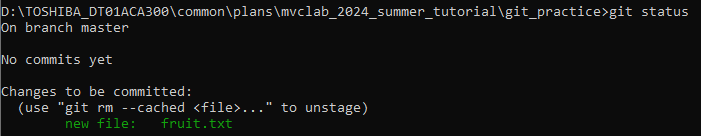 D:\TOSHIBA_DT01ACA300\common\plans\mvclab_2024_summer_tutorial\git_practice>git status
On branch master
No commits yet
Changes to be committed:
  (use "git rm --cached <file>..." to unstage)
        new file:   fruit.txt